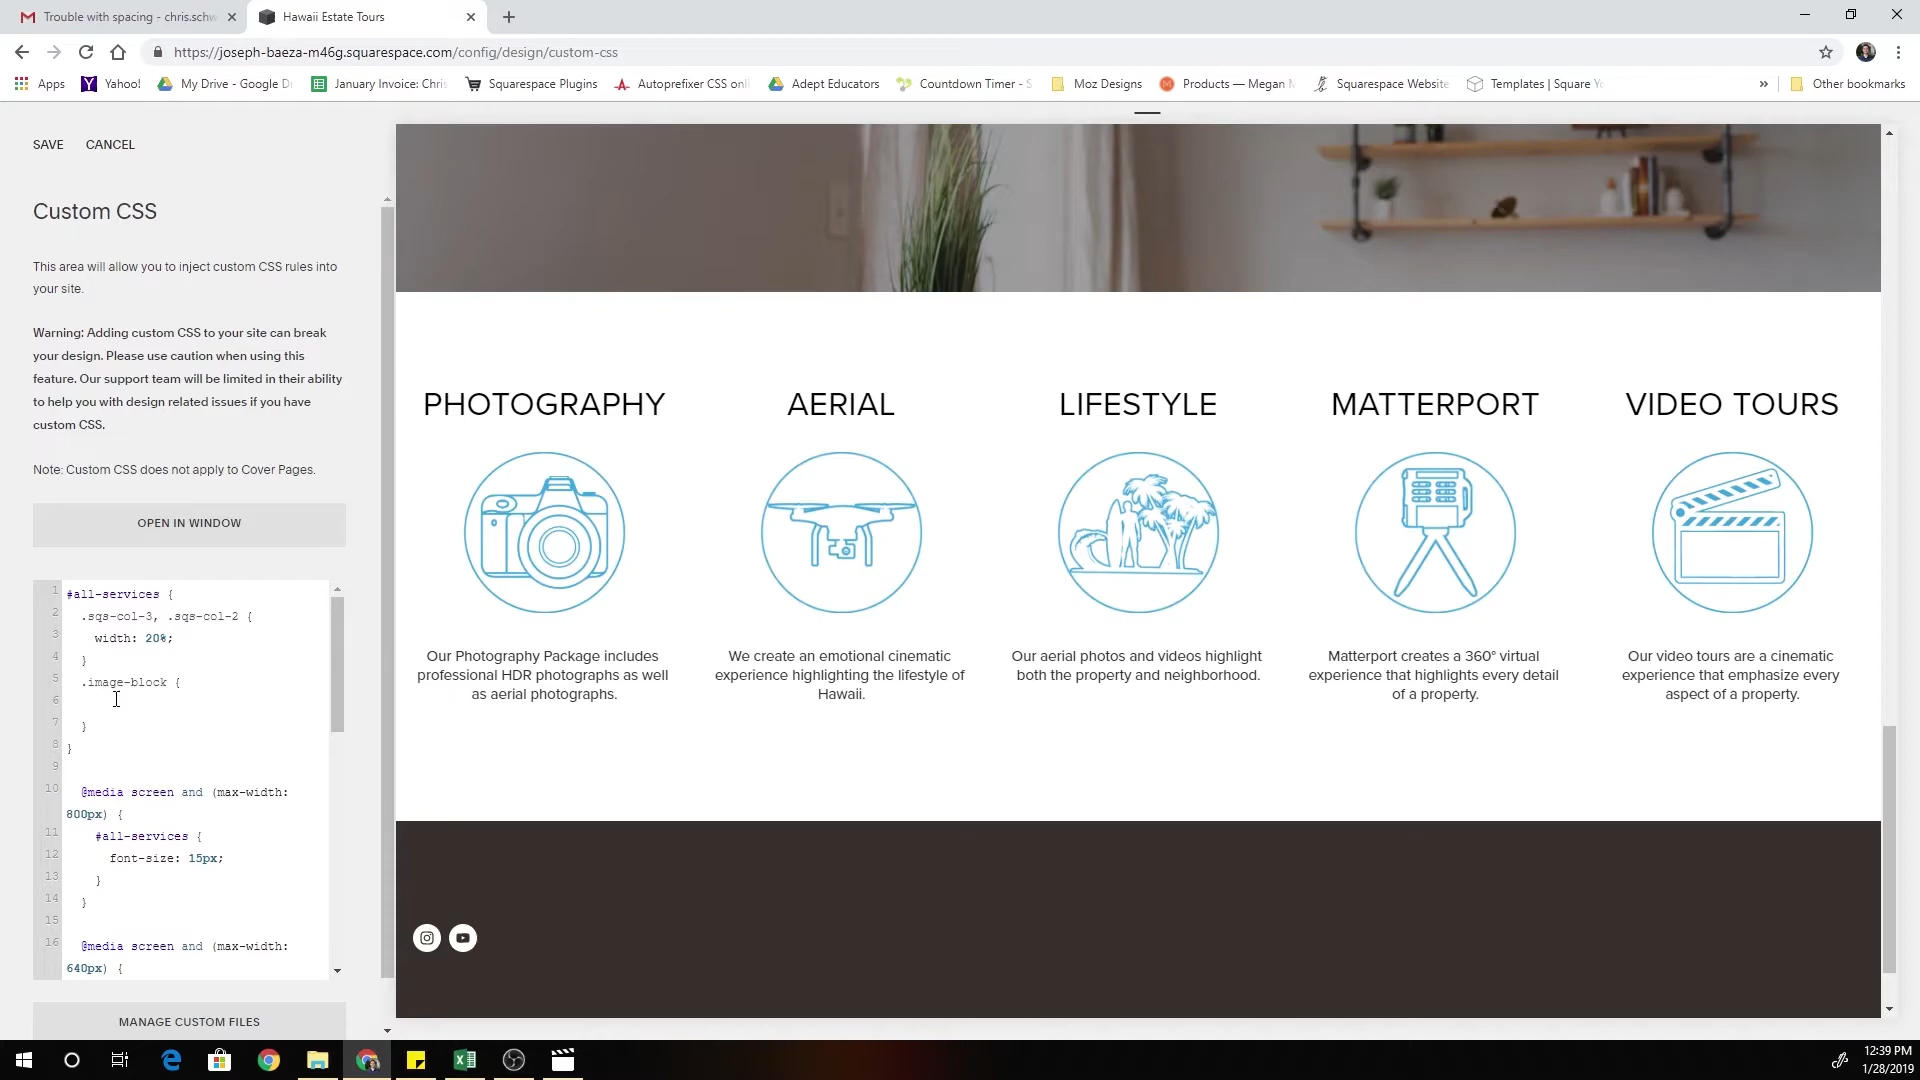 Trouble with spacing - chris.schw
Hawaii Estate Tours
https://joseph-baeza-m46g.squarespace.com/config/design/custom-css
Apps
Yahoo!
My Drive - Google Dr
January Invoice: Chris
Squarespace Plugins
Autoprefixer CSS onli
Adept Educators
Countdown Timer - S
Moz Designs
Products — Megan M
Squarespace Website
Templates | Square Yo
»
Other bookmarks
SAVE CANCEL
Custom CSS
This area will allow you to inject custom CSS rules into
your site.
Warning: Adding custom CSS to your site can break
your design. Please use caution when using this
feature. Our support team will be limited in their ability
to help you with design related issues if you have
custom CSS.
Note: Custom CSS does not apply to Cover Pages.
OPEN IN WINDOW
1 #all-services {
2 .sqs-col-3, .sqs-col-2 {
3 width: 20%;
4 }
5 .image-block {
6
7 }
8 }
9
10 @media screen and (max-width:
800px) {
11 #all-services {
12 font-size: 15px;
13 }
14 }
15
16 @media screen and (max-width:
640px) {
MANAGE CUSTOM FILES
PHOTOGRAPHY
Our Photography Package includes
professional HDR photographs as well
as aerial photographs.
AERIAL
We create an emotional cinematic
experience highlighting the lifestyle of
Hawaii.
LIFESTYLE
Our aerial photos and videos highlight
both the property and neighborhood.
MATTERPORT
Matterport creates a 360° virtual
experience that highlights every detail
of a property.
VIDEO TOURS
Our video tours are a cinematic
experience that emphasize every
aspect of a property.
12:39 PM
1/28/2019